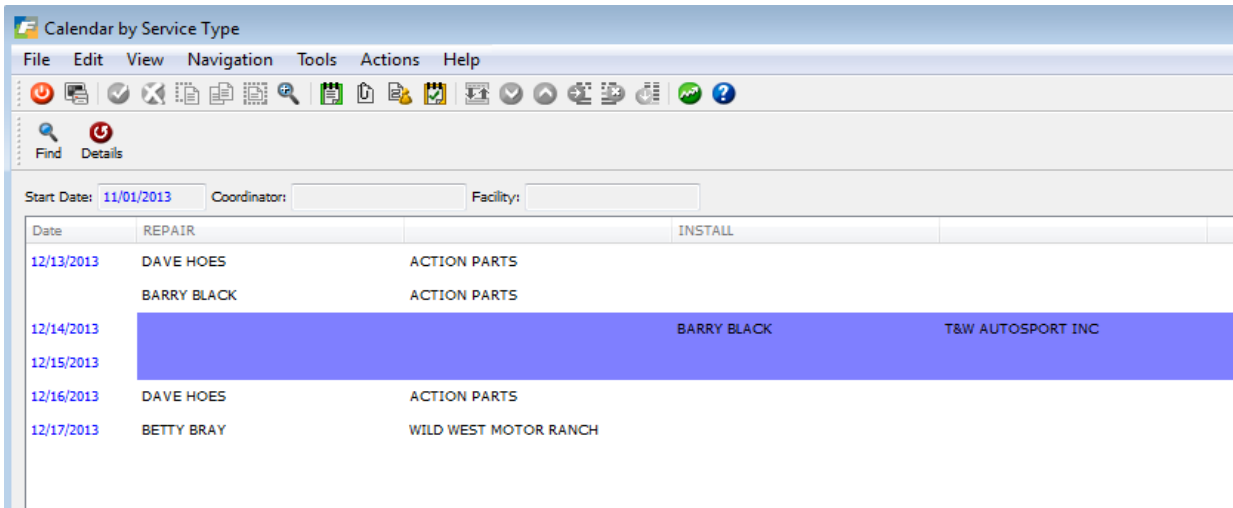 Calendar by Service Type
File Edit View Navigation Tools Actions Help
Find Details
Start Date: 11/01/2013 Coordinator: Facility:
Date REPAIR INSTALL
12/13/2013 DAVE HOES ACTION PARTS
BARRY BLACK ACTION PARTS
12/14/2013 BARRY BLACK T&W AUTOSPORT INC
12/15/2013
12/16/2013 DAVE HOES ACTION PARTS
12/17/2013 BETTY BRAY WILD WEST MOTOR RANCH